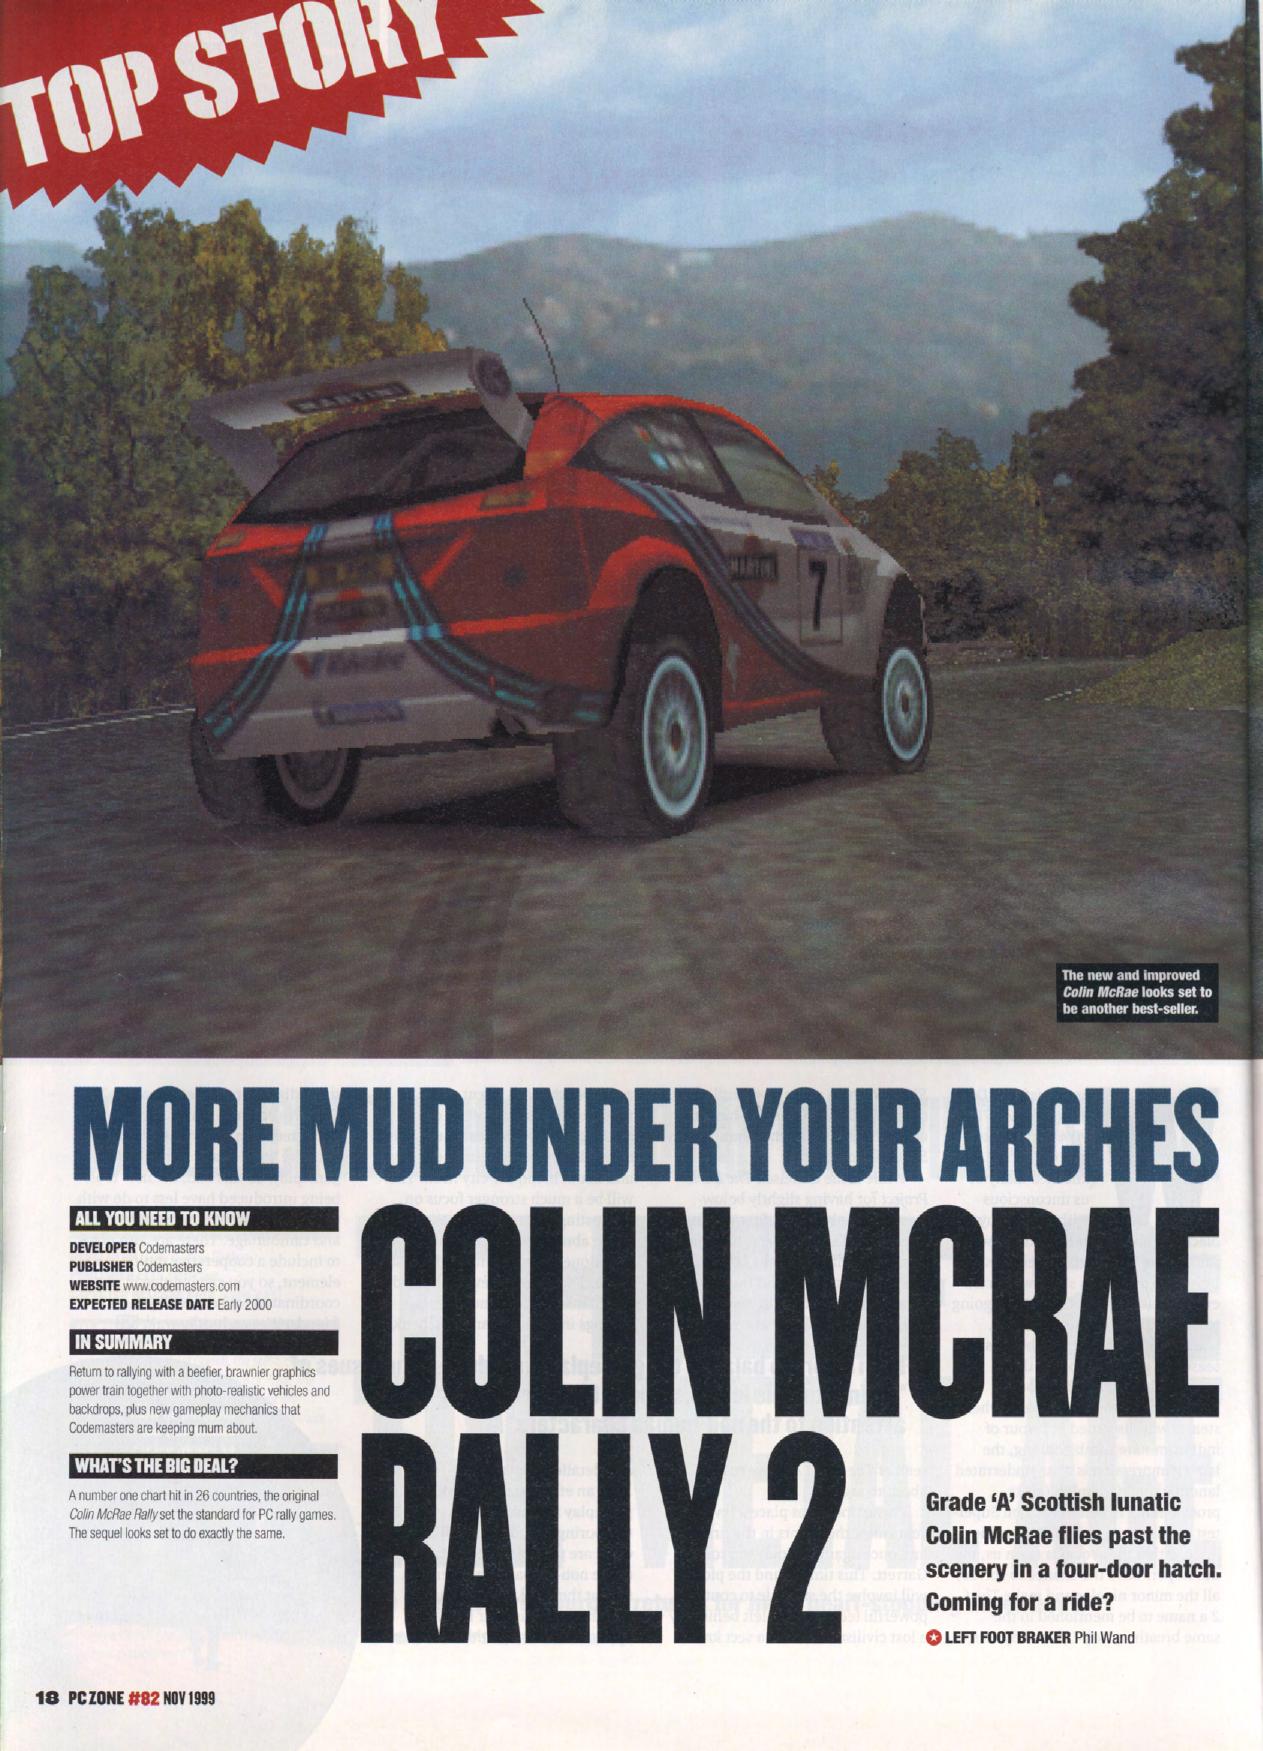 TOP STORY
MARTINI
7
The new and improved
Colin McRae looks set to
be another best-seller.
MORE MUD UNDER YOUR ARCHES
COLIN MCRAE
RALLY 2
ALL YOU NEED TO KNOW
DEVELOPER Codemasters
PUBLISHER Codemasters
WEBSITE www.codemasters.com
EXPECTED RELEASE DATE Early 2000
IN SUMMARY
Return to rallying with a beefier, brawnier graphics
power train together with photo-realistic vehicles and
backdrops, plus new gameplay mechanics that
Codemasters are keeping mum about.
WHAT'S THE BIG DEAL?
A number one chart hit in 26 countries, the original
Colin McRae Rally set the standard for PC rally games.
The sequel looks set to do exactly the same.
Grade ‘A’ Scottish lunatic
Colin McRae flies past the
scenery in a four-door hatch.
Coming for a ride?
LEFT FOOT BRAKER Phil Wand
18 PC ZONE #82 NOV 1999